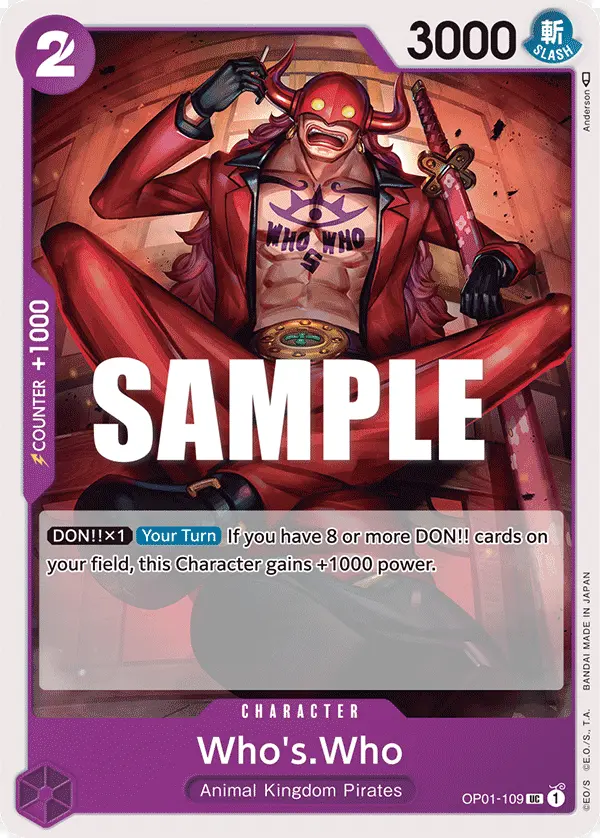 2
3000
斬
SLASH
Anderson
WHO WHO
S
COUNTER +1000
SAMPLE
DON!!×1 Your Turn If you have 8 or more DON!! cards on
your field, this Character gains +1000 power.
CHARACTER
Who's.Who
Animal Kingdom Pirates
OP01-109 UC 1
©E.O/S ©E.O./S., T.A. BANDAI MADE IN JAPAN